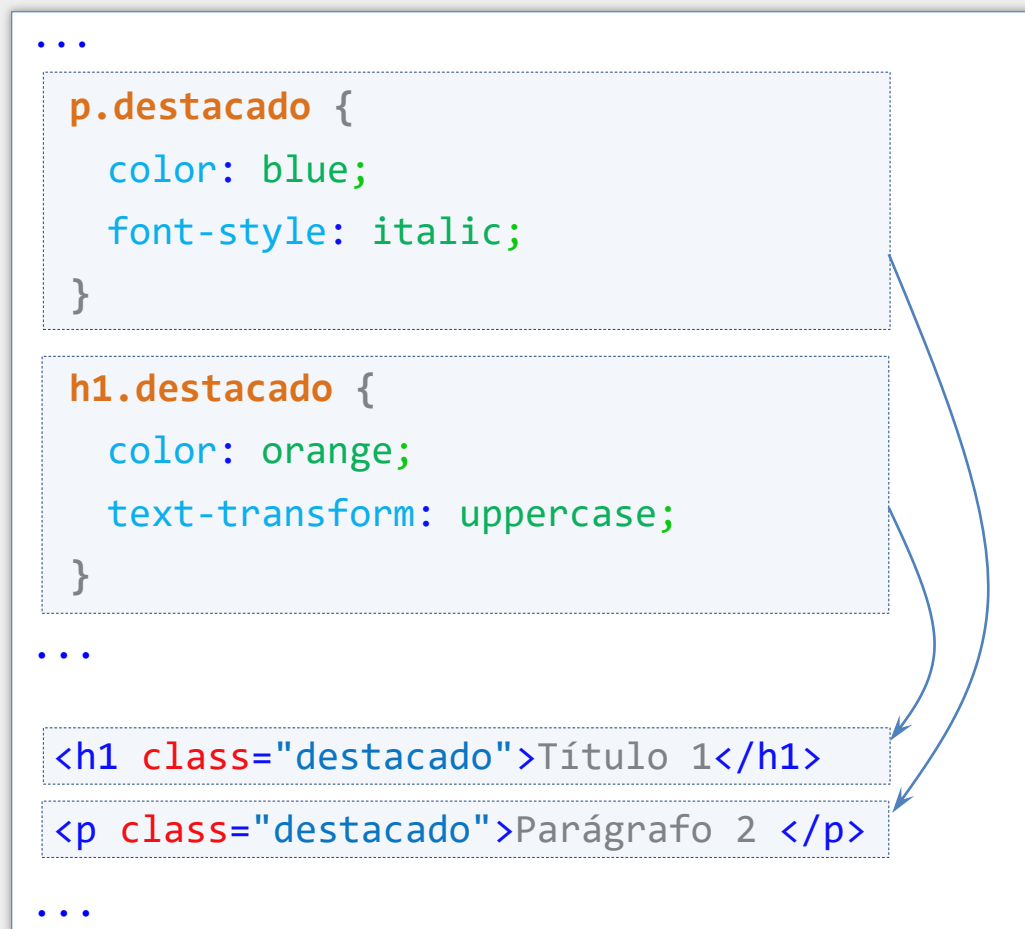 ...
p.destacado {
color: blue;
font-style: italic;
}
h1.destacado {
color: orange;
text-transform: uppercase;
}
...
<h1 class="destacado">Título 1</h1>
<p class="destacado">Parágrafo 2 </p>
...